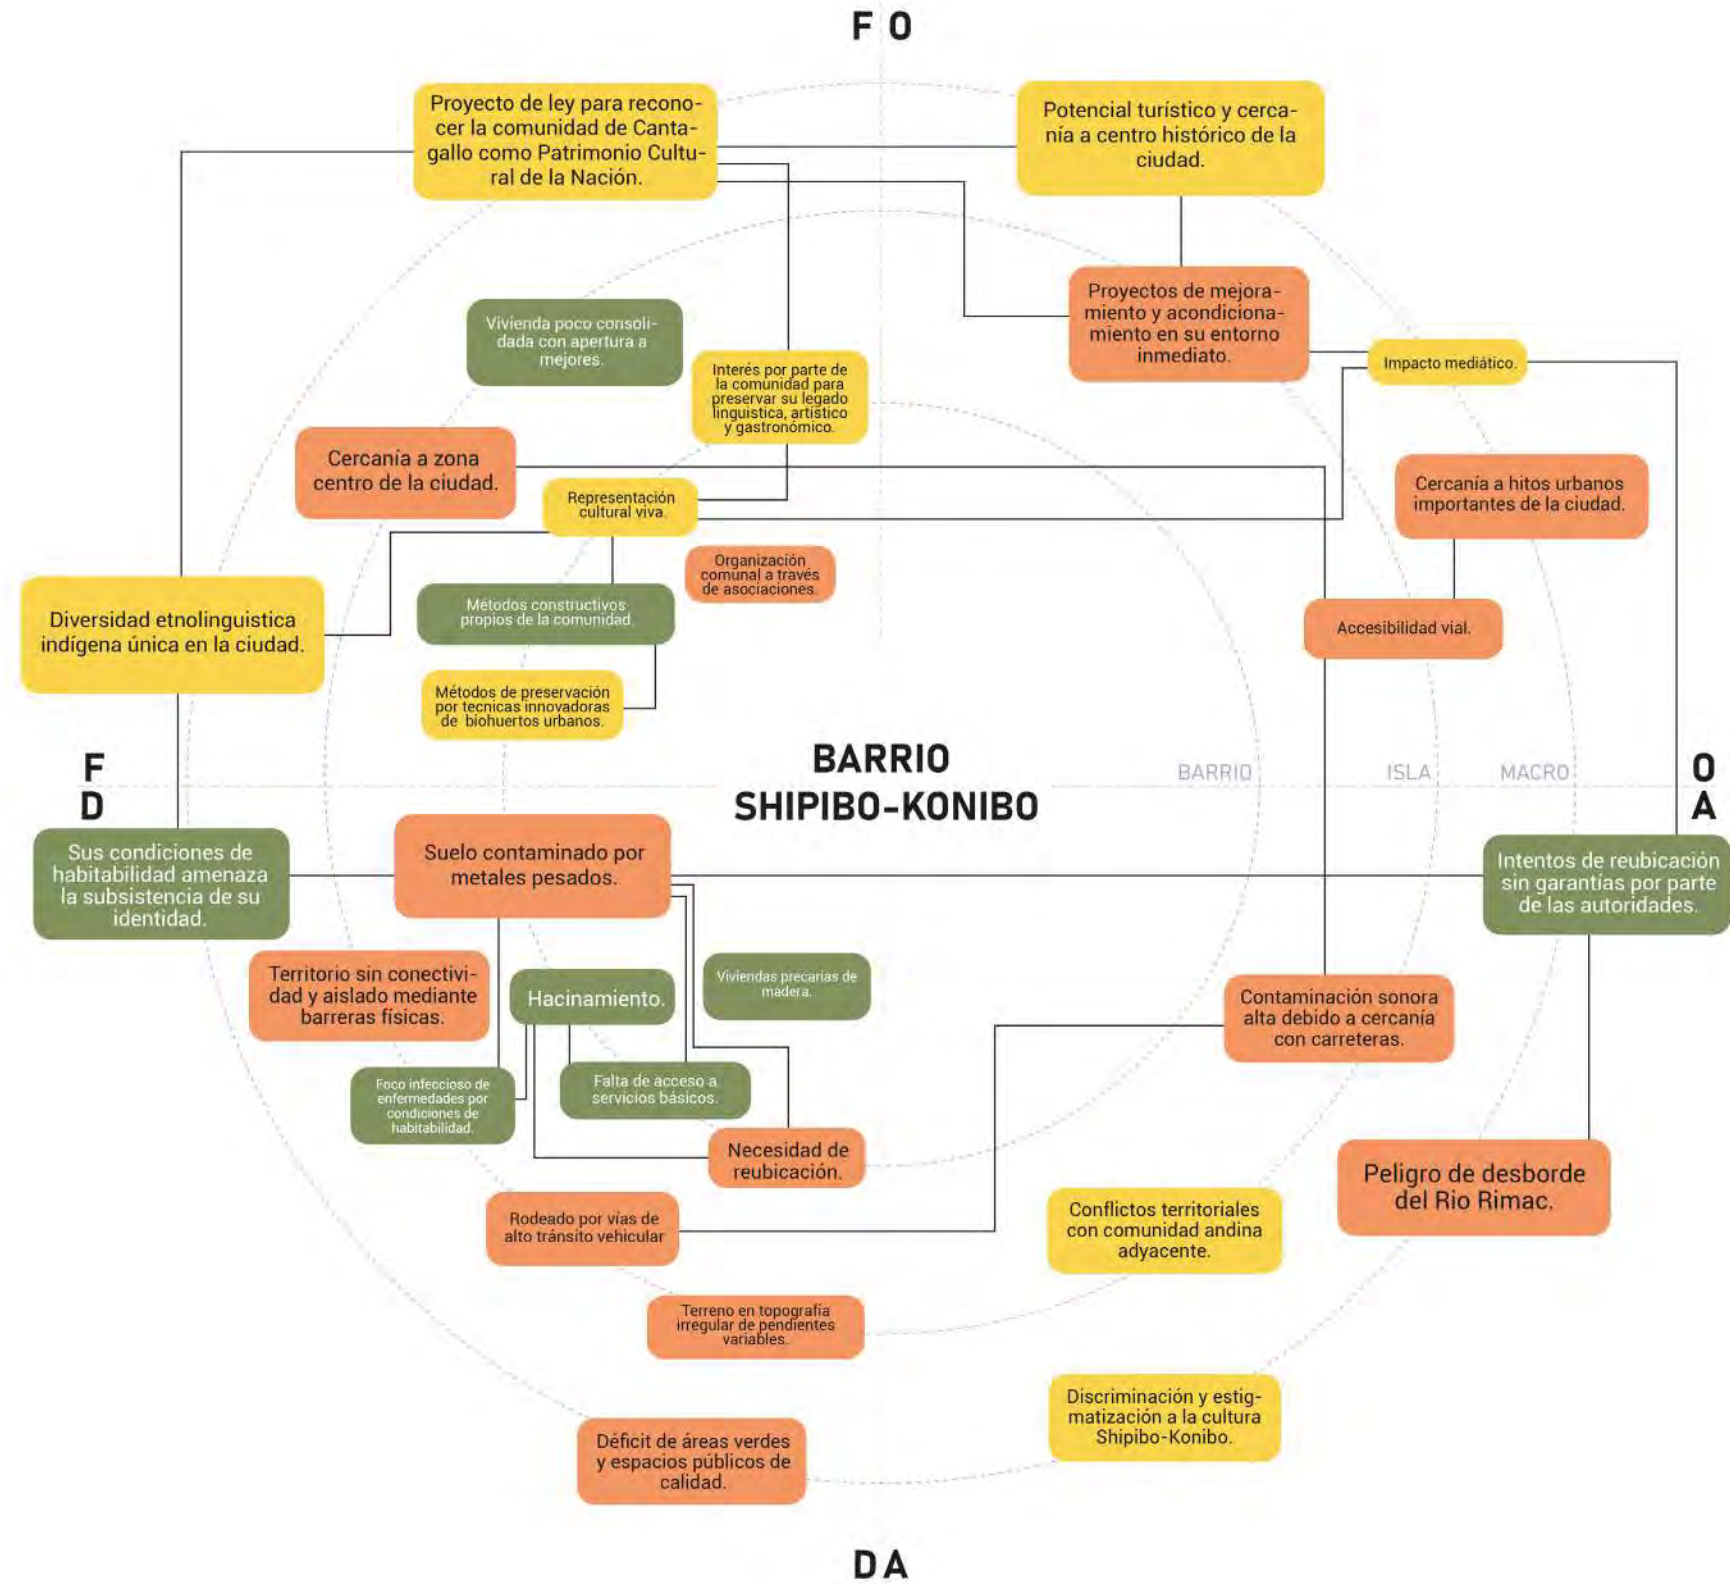 F O
Proyecto de ley para recono-
cer la comunidad de Canta-
gallo como Patrimonio Cultu-
ral de la Nación.
Potencial turístico y cerca-
nía a centro histórico de la
ciudad.
Proyectos de mejora-
miento y acondiciona-
miento en su entorno
inmediato.
Vivienda poco consoli-
dada con apertura a
mejores.
Interés por parte de
la comunidad para
preservar su legado
linguistica, artístico
y gastronómico.
Impacto mediático.
Cercanía a zona
centro de la ciudad.
Representación
cultural viva.
Cercanía a hitos urbanos
importantes de la ciudad.
Organización
comunal a través
de asociaciones.
Diversidad etnolinguistica
indígena única en la ciudad.
Métodos constructivos
propios de la comunidad.
Accesibilidad vial.
Métodos de preservación
por tecnicas innovadoras
de biohuertos urbanos.
F
D
BARRIO
SHIPIBO-KONIBO
BARRIO
ISLA
MACRO
O
A
Sus condiciones de
habitabilidad amenaza
la subsistencia de su
identidad.
Suelo contaminado por
metales pesados.
Intentos de reubicación
sin garantías por parte
de las autoridades.
Territorio sin conectivi-
dad y aislado mediante
barreras físicas.
Hacinamiento.
Viviendas precarias de
madera.
Contaminación sonora
alta debido a cercanía
con carreteras.
Foco infeccioso de
enfermedades por
condiciones de
habitabilidad.
Falta de acceso a
servicios básicos.
Necesidad de
reubicación.
Peligro de desborde
del Rio Rimac.
Rodeado por vías de
alto tránsito vehicular
Conflictos territoriales
con comunidad andina
adyacente.
Terreno en topografía
irregular de pendientes
variables.
Discriminación y estig-
matización a la cultura
Shipibo-Konibo.
Déficit de áreas verdes
y espacios públicos de
calidad.
D A